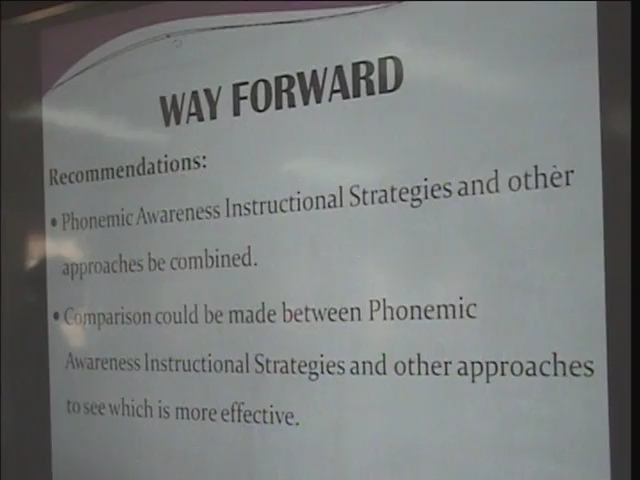 WAY FORWARD
Recommendations:
• Phonemic Awareness Instructional Strategies and other
approaches be combined.
• Comparison could be made between Phonemic
Awareness Instructional Strategies and other approaches
to see which is more effective.